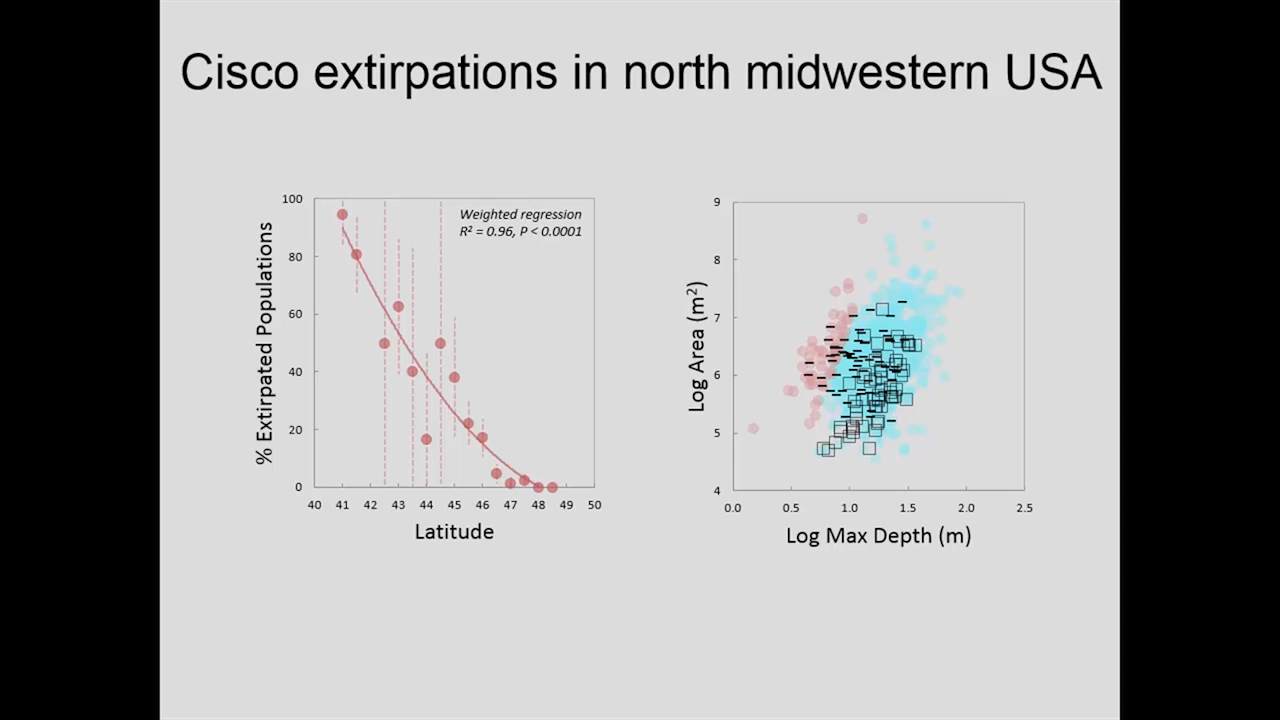 Cisco extirpations in north midwestern USA
% Extirpated Populations
100
80
60
40
20
0
Weighted regression
R² = 0.96, P < 0.0001
40 41 42 43 44 45 46 47 48 49 50
Latitude
Log Area (m²)
9
8
7
6
5
4
0.0 0.5 1.0 1.5 2.0 2.5
Log Max Depth (m)